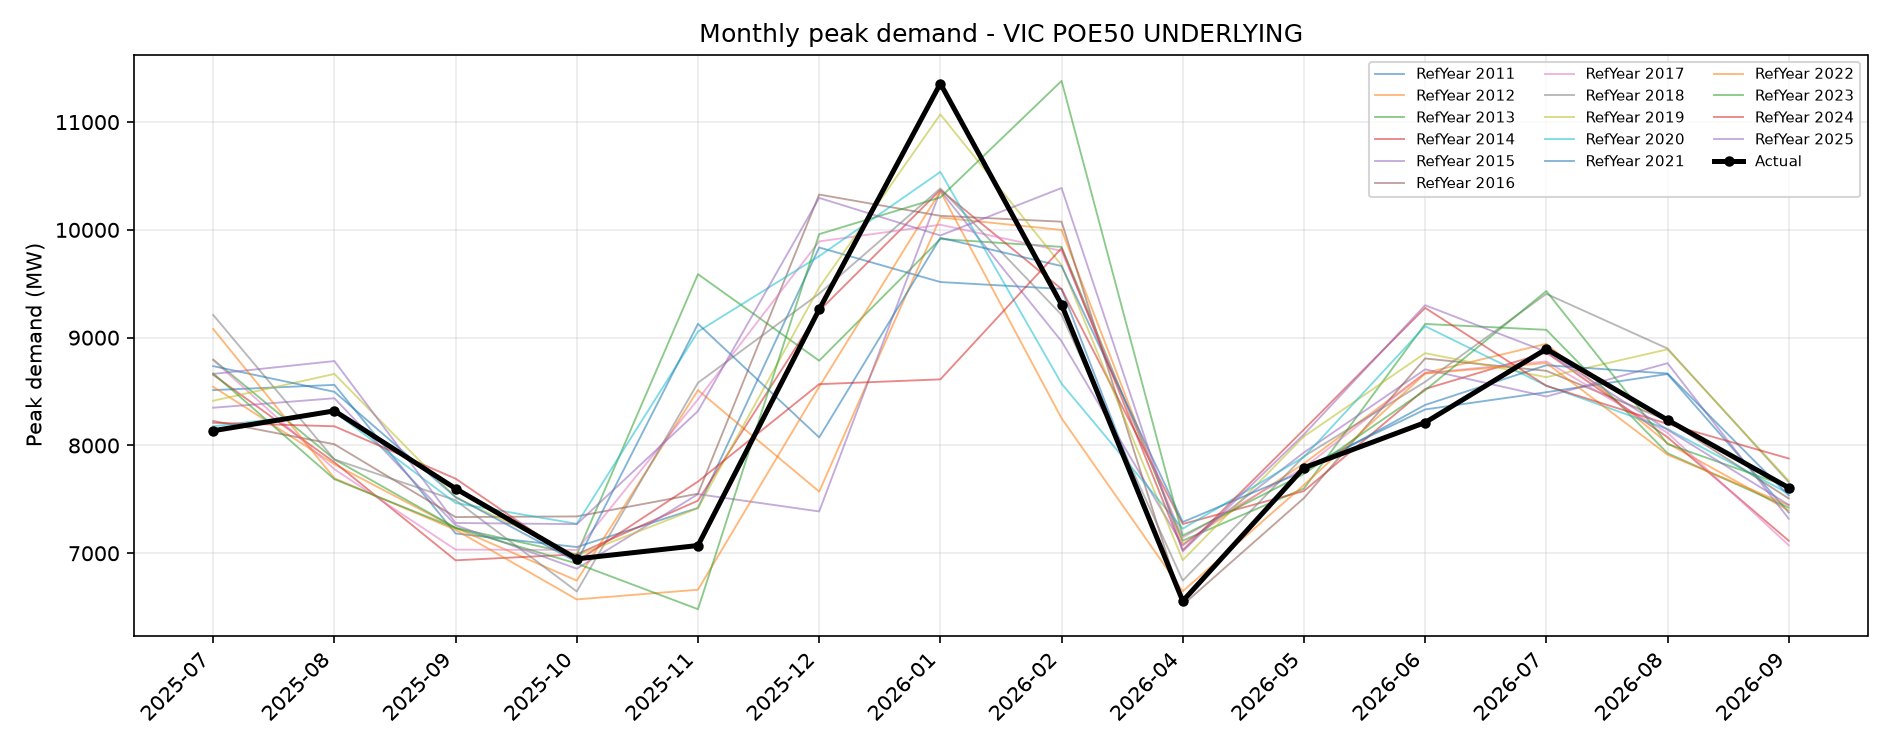 Monthly peak demand - VIC POE50 UNDERLYING
Peak demand (MW)
11000
10000
9000
8000
7000
RefYear 2011
RefYear 2012
RefYear 2013
RefYear 2014
RefYear 2015
RefYear 2016
RefYear 2017
RefYear 2018
RefYear 2019
RefYear 2020
RefYear 2021
RefYear 2022
RefYear 2023
RefYear 2024
RefYear 2025
Actual
2025-07
2025-08
2025-09
2025-10
2025-11
2025-12
2026-01
2026-02
2026-04
2026-05
2026-06
2026-07
2026-08
2026-09